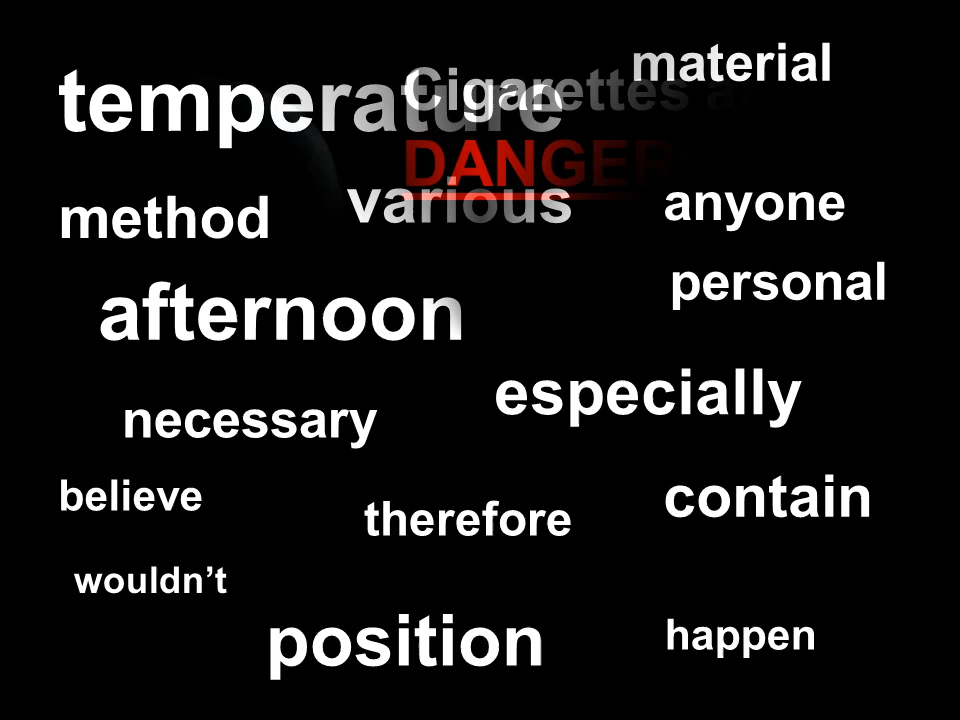 temperature
material
Cigarettes
DANGER
various
anyone
method
personal
afternoon
especially
necessary
believe
contain
therefore
wouldn’t
position
happen